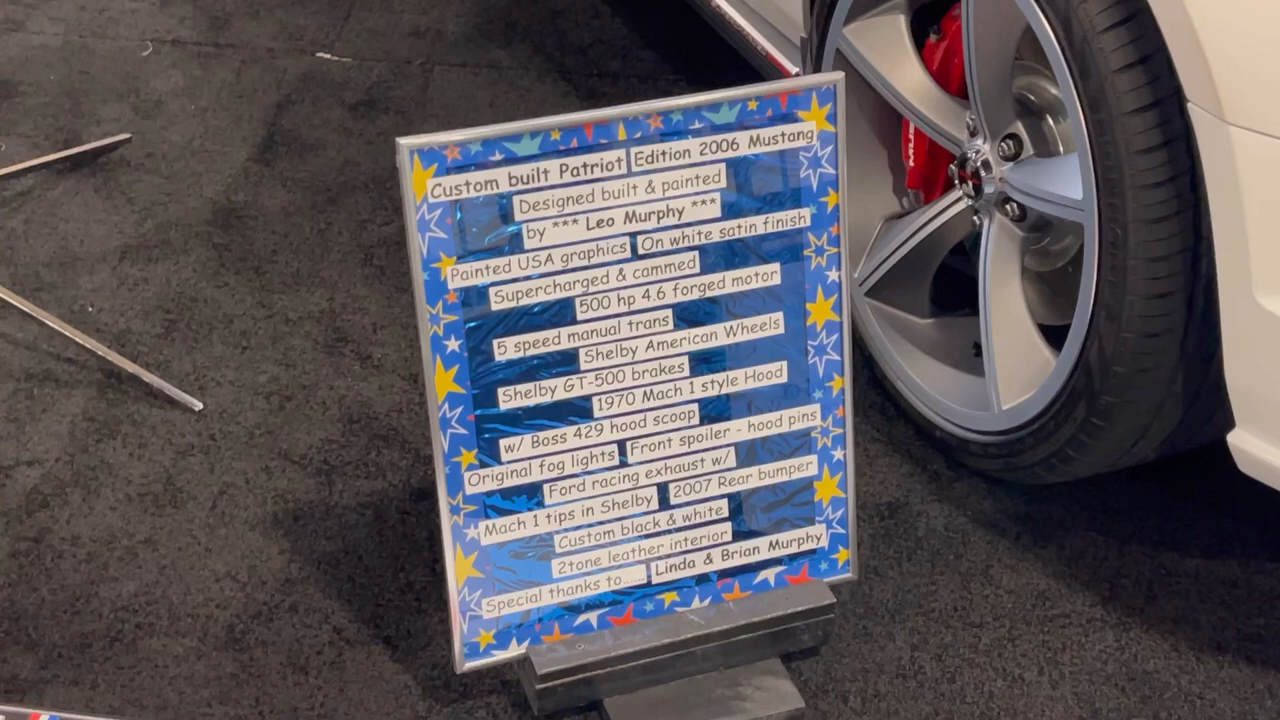 Custom built Patriot Edition 2006 Mustang
Designed built & painted
by *** Leo Murphy ***
Painted USA graphics On white satin finish
Supercharged & cammed
500 hp 4.6 forged motor
5 speed manual trans
Shelby American Wheels
Shelby GT-500 brakes
1970 Mach 1 style Hood
w/ Boss 429 hood scoop
Original fog lights Front spoiler - hood pins
Ford racing exhaust w/
Mach 1 tips in Shelby 2007 Rear bumper
Custom black & white
2tone leather interior
Special thanks to...... Linda & Brian Murphy